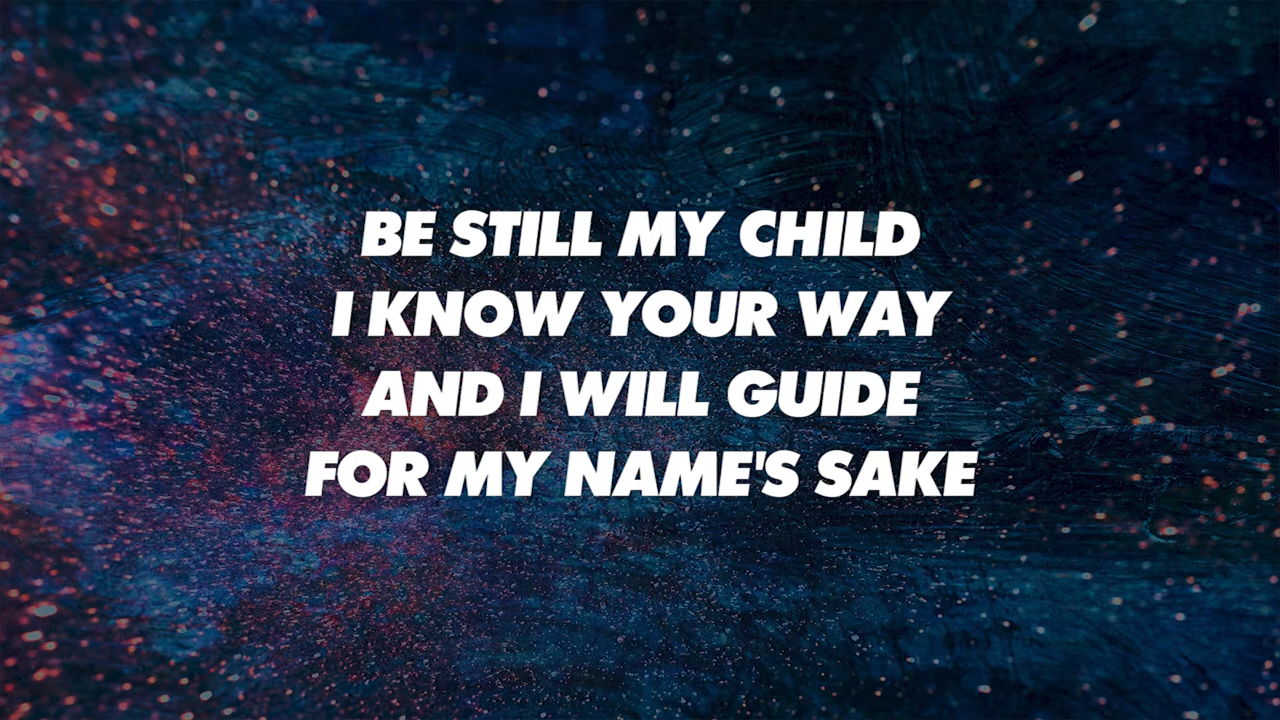 BE STILL MY CHILD
I KNOW YOUR WAY
AND I WILL GUIDE
FOR MY NAME'S SAKE